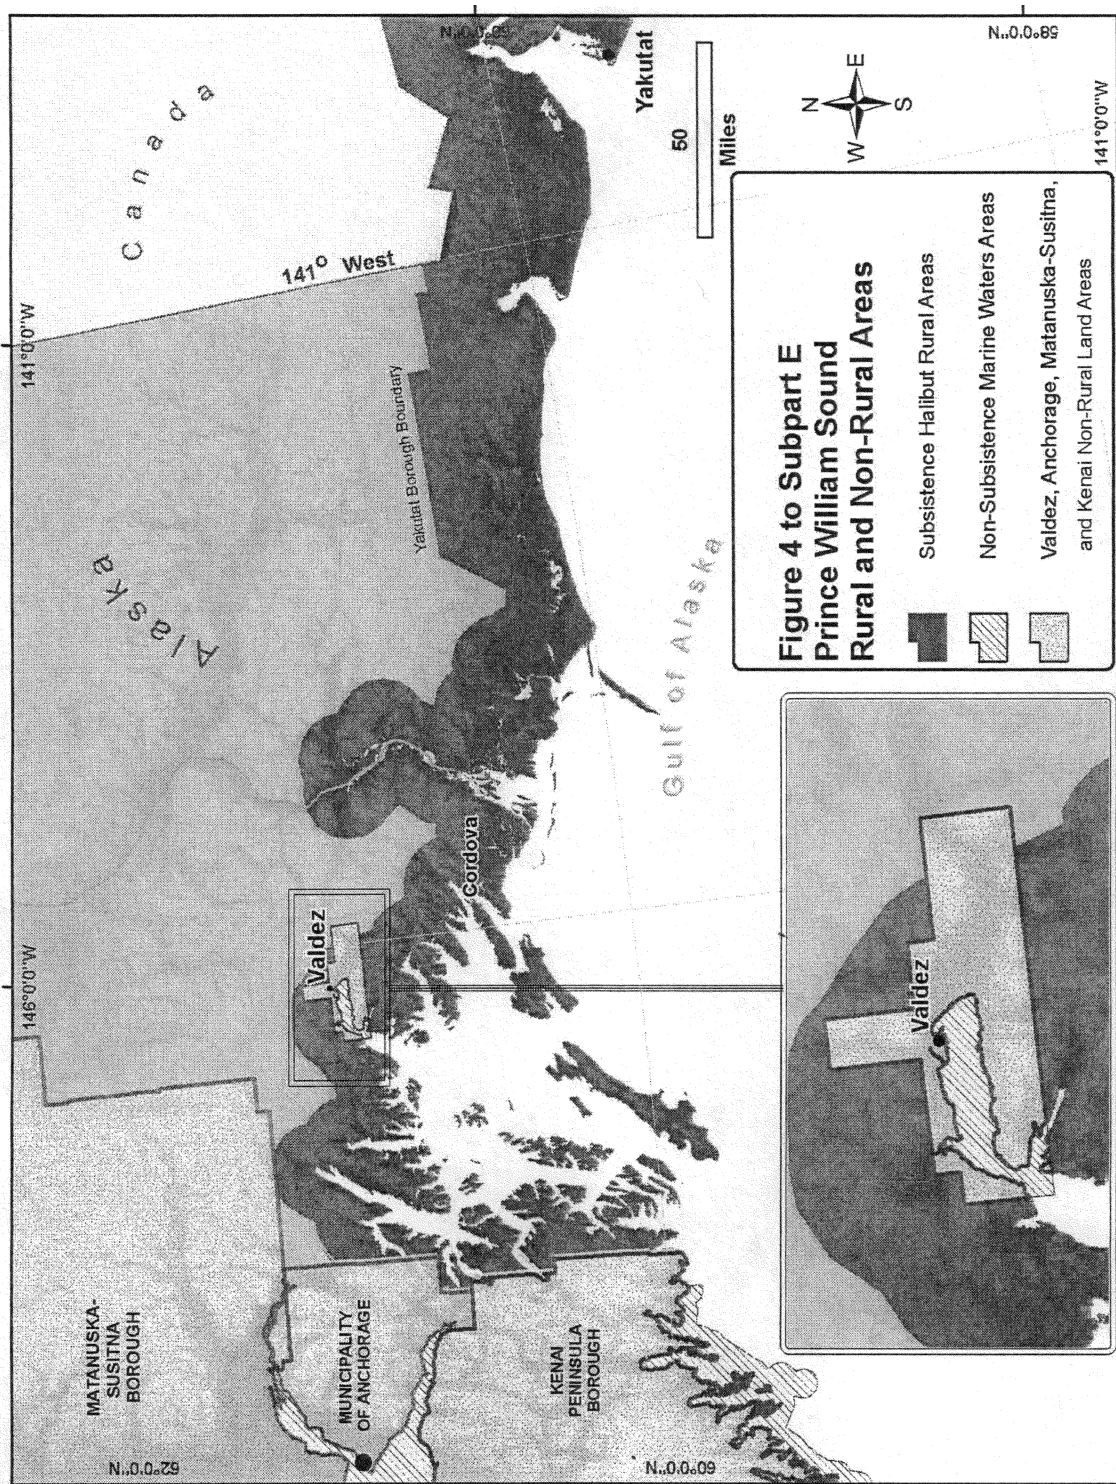 146°0'0"W
141°0'0"W
Canada
Alaska
141° West
Yakutat Borough Boundary
MATANUSKA-
SUSITNA
BOROUGH
62°0'0"N
MUNICIPALITY
OF ANCHORAGE
Valdez
Cordova
60°0'0"N
Yakutat
KENAI
PENINSULA
BOROUGH
60°0'0"N
Gulf of Alaska
50
Miles
N
W
E
S
58°0'0"N
141°0'0"W
Valdez
Figure 4 to Subpart E
Prince William Sound
Rural and Non-Rural Areas
Subsistence Halibut Rural Areas
Non-Subsistence Marine Waters Areas
Valdez, Anchorage, Matanuska-Susitna,
and Kenai Non-Rural Land Areas